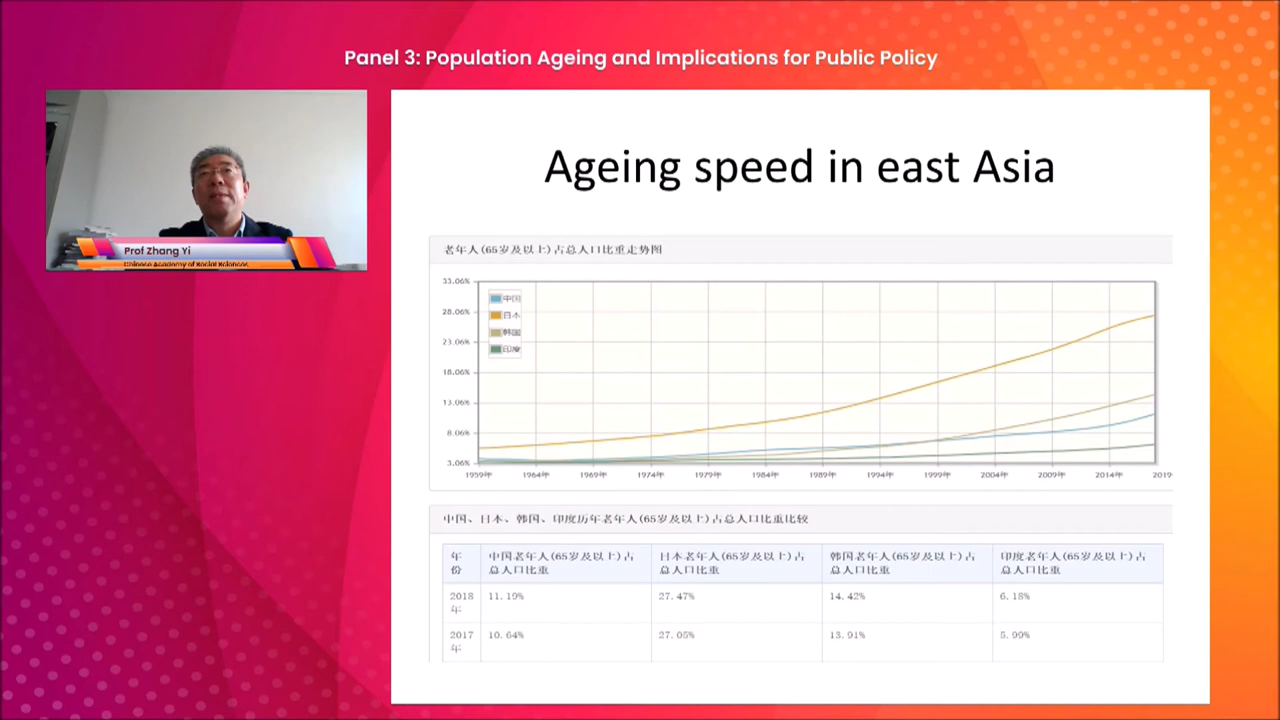 Panel 3: Population Ageing and Implications for Public Policy
Prof Zhang Yi
Chinese Academy of Social Sciences
Ageing speed in east Asia
老年人(65岁及以上)占总人口比重走势图
33.06%
28.06%
23.06%
18.06%
13.06%
8.06%
3.06%
中国
日本
韩国
印度
1959年 1964年 1969年 1974年 1979年 1984年 1989年 1994年 1999年 2004年 2009年 2014年 2019
中国、日本、韩国、印度历年老年人(65岁及以上)占总人口比重比较
年份 中国老年人(65岁及以上)占总人口比重 日本老年人(65岁及以上)占总人口比重 韩国老年人(65岁及以上)占总人口比重 印度老年人(65岁及以上)占总人口比重
2018年 11.19% 27.47% 14.42% 6.18%
2017年 10.64% 27.05% 13.91% 5.99%